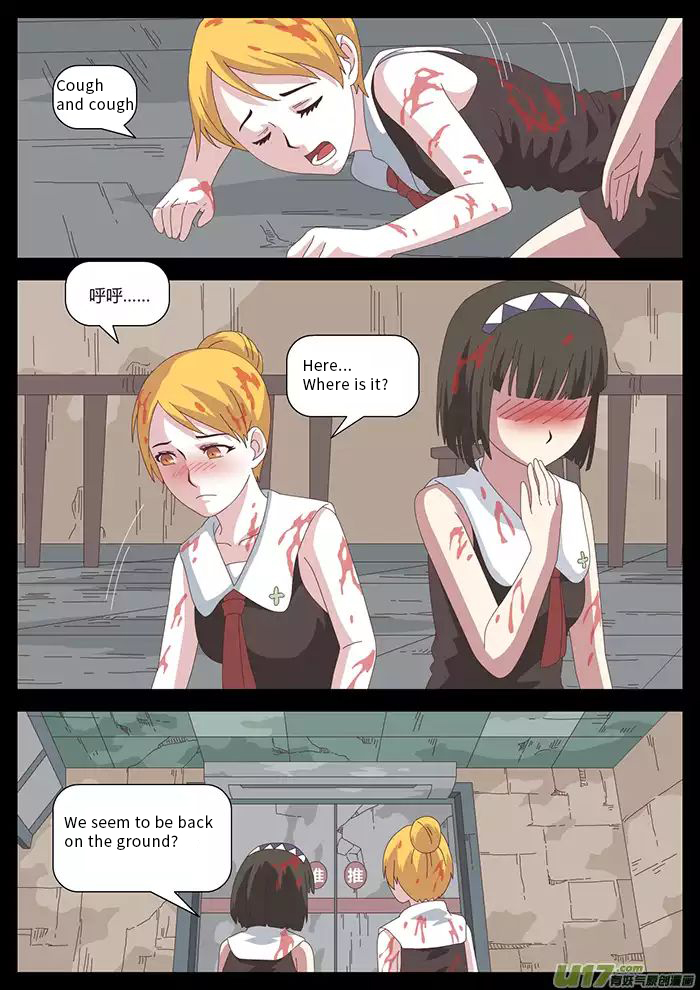 Cough
and cough
呼呼......
Here...
Where is it?
We seem to be back
on the ground?
推 推
U17.com
有妖气原创漫画